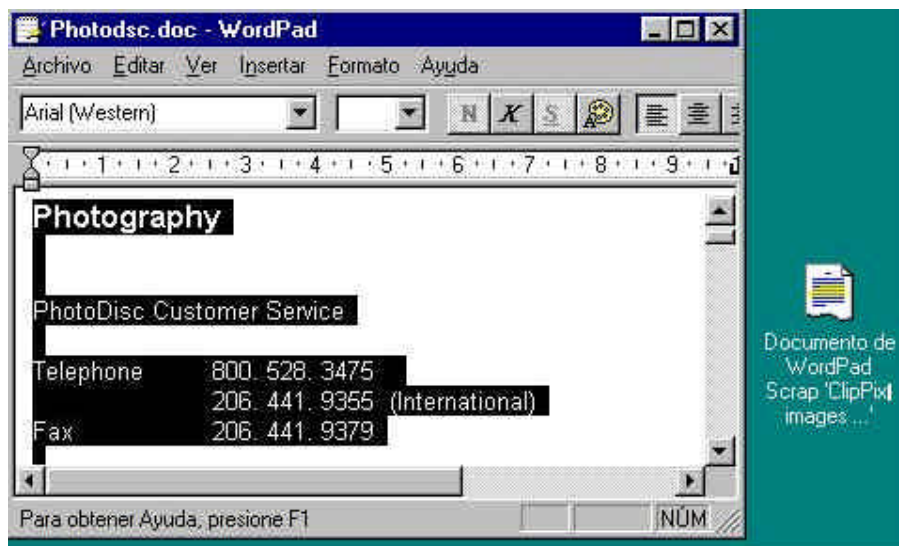 Photodsc.doc - WordPad
Archivo Editar Ver Insertar Formato Ayuda
Arial (Western) N K S
1 2 3 4 5 6 7 8 9
Photography
PhotoDisc Customer Service
Telephone 800. 528. 3475
206. 441. 9355 (International)
Fax 206. 441. 9379
Para obtener Ayuda, presione F1 NÚM
Documento de
WordPad
Scrap 'ClipPix
images ...'